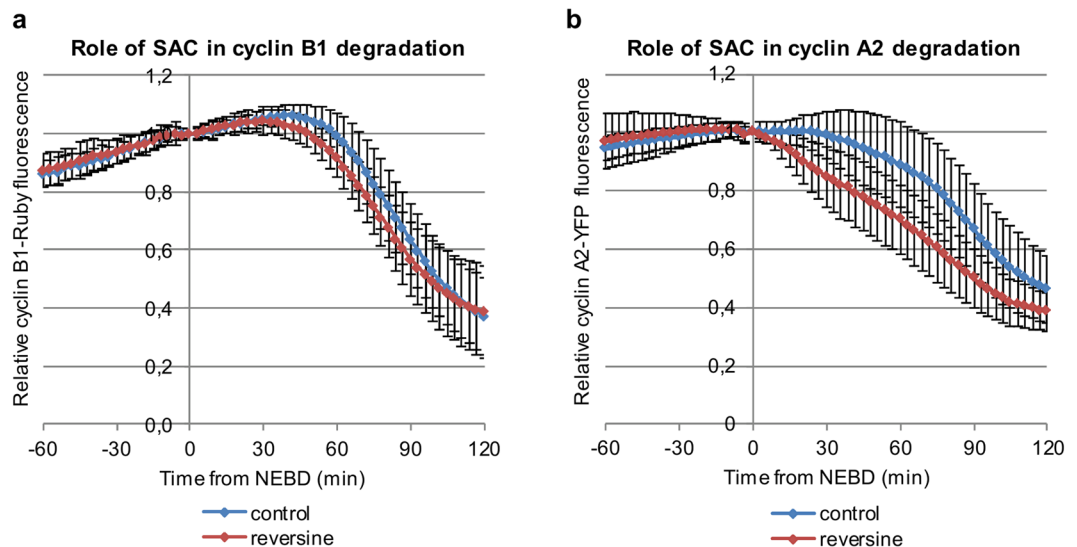 a
Role of SAC in cyclin B1 degradation
Relative cyclin B1-Ruby fluorescence
1,2
0,8
0,6
0,4
0,2
0,0
-60 -30 0 30 60 90 120
Time from NEBD (min)
control
reversine
b
Role of SAC in cyclin A2 degradation
Relative cyclin A2-YFP fluorescence
1,2
0,8
0,6
0,4
0,2
0
-60 -30 0 30 60 90 120
Time from NEBD (min)
control
reversine